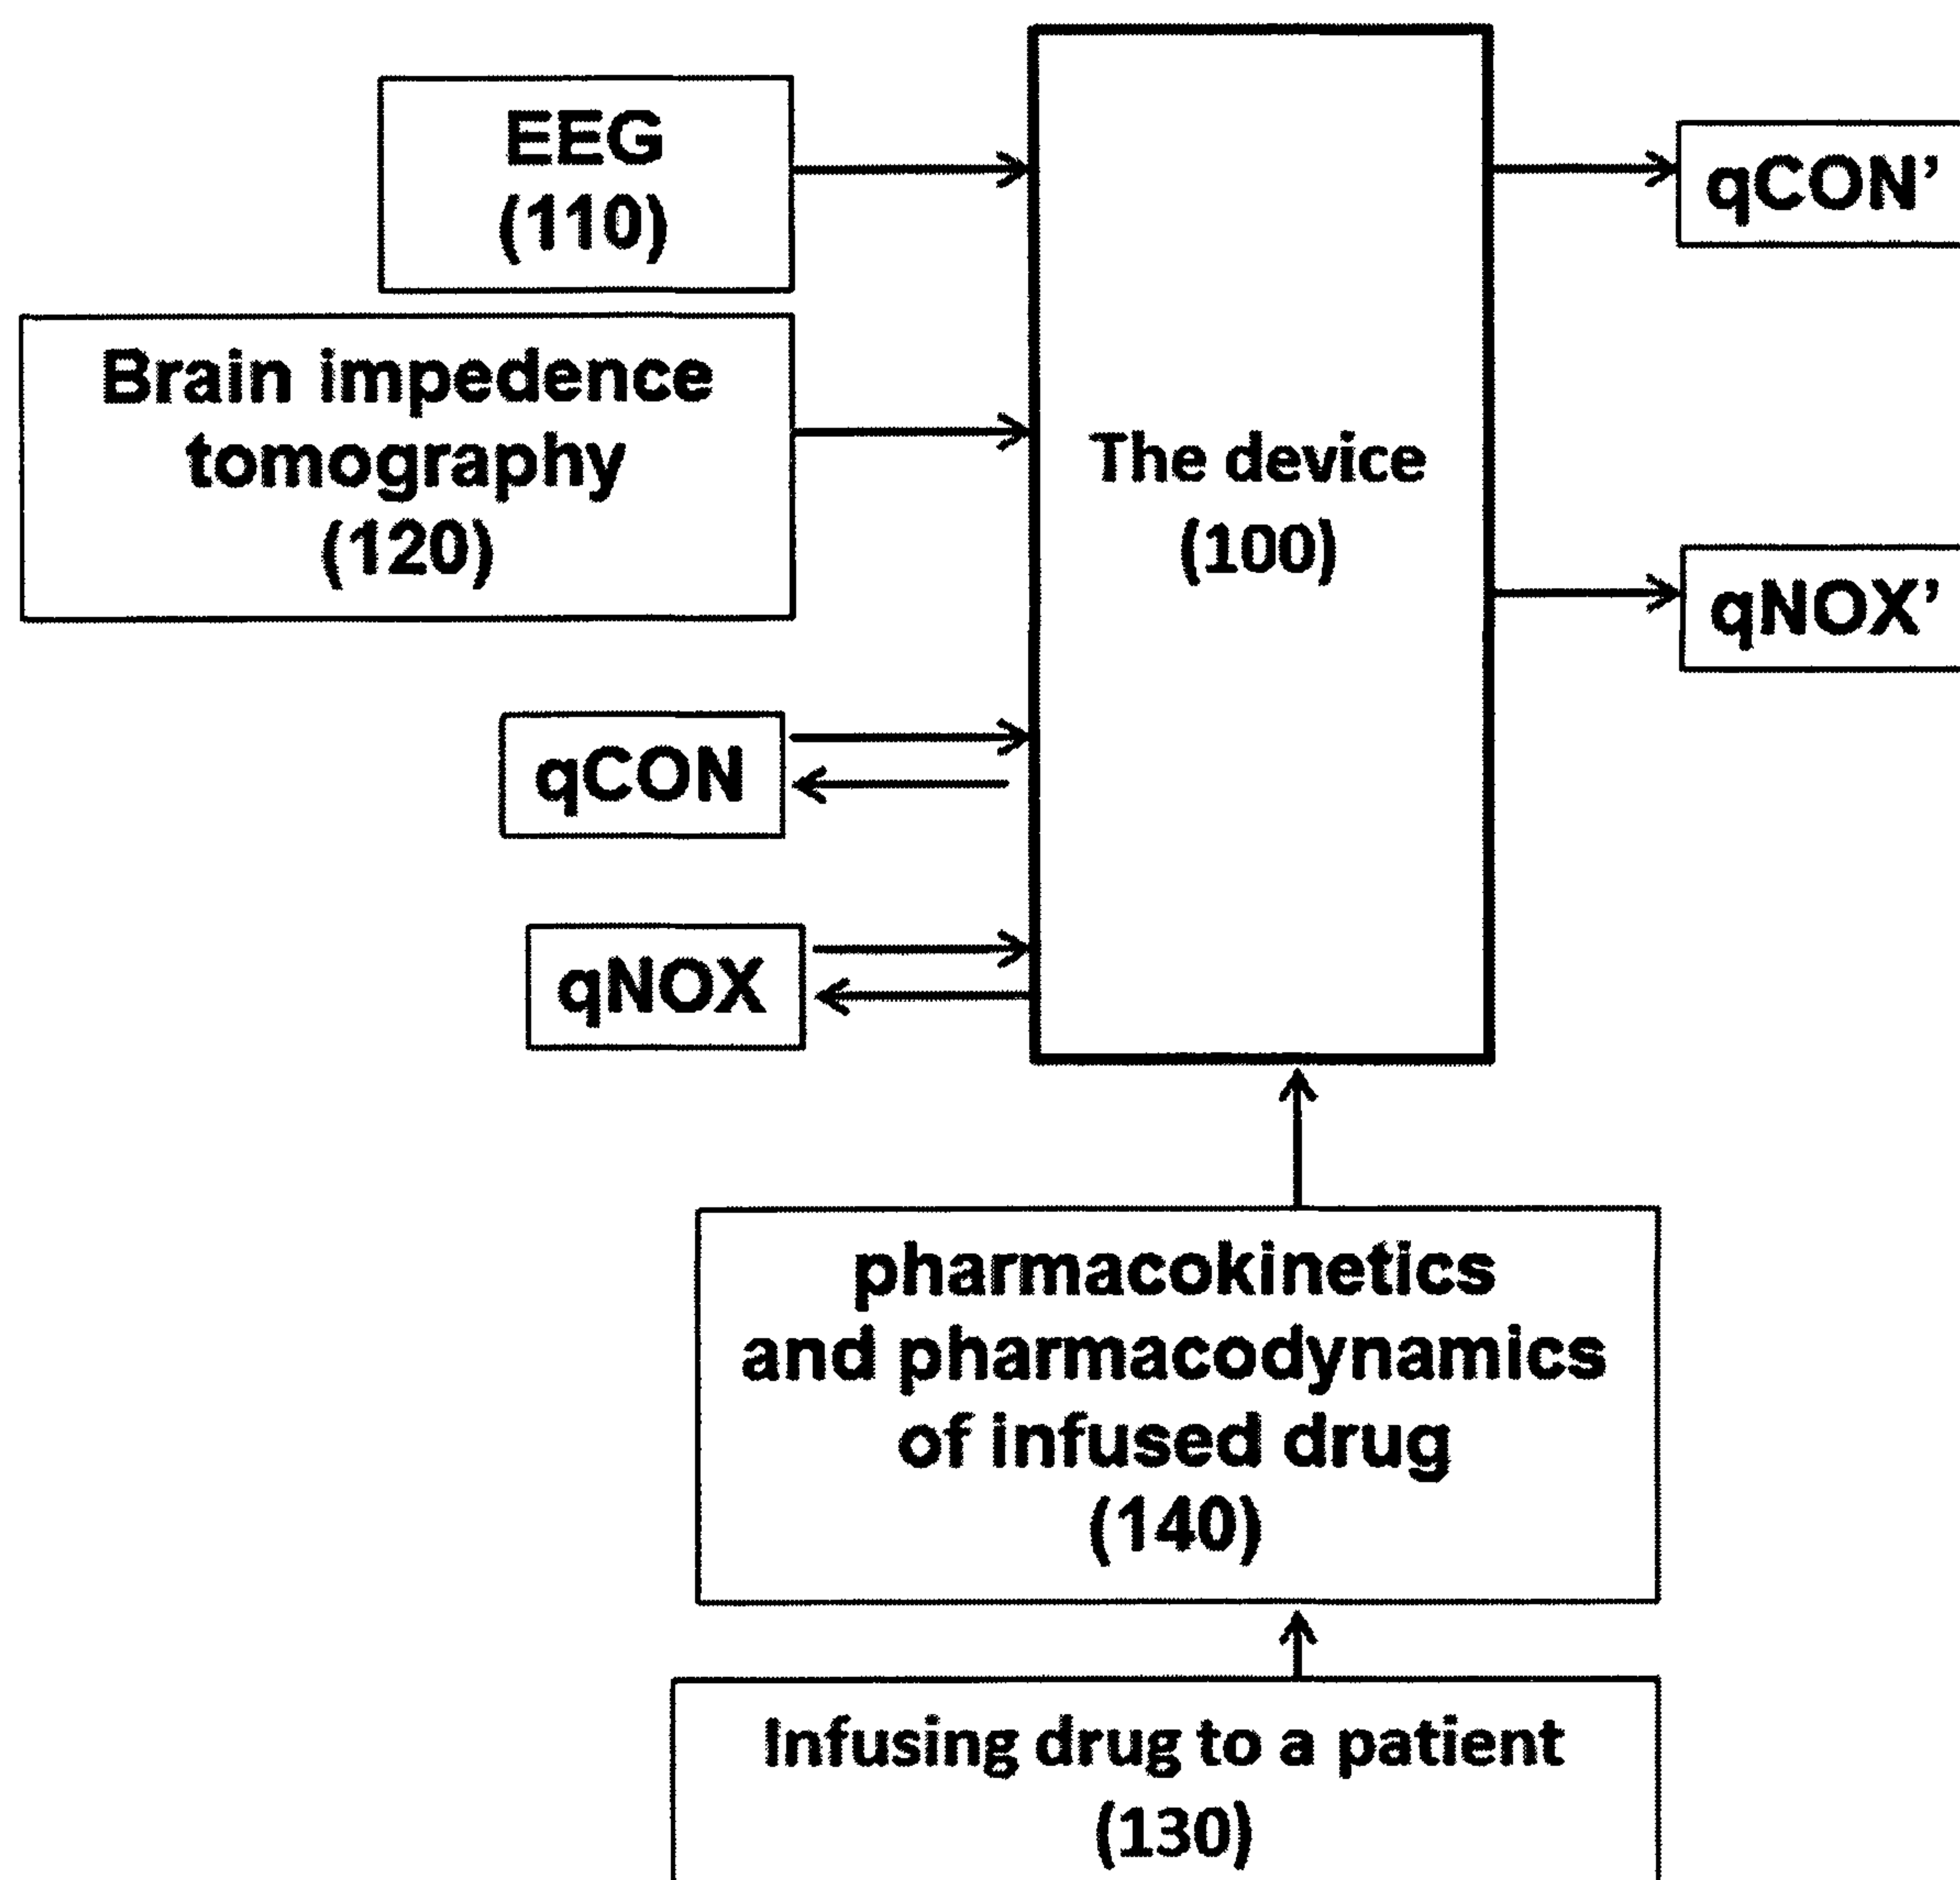 EEG
(110)
Brain impedence
tomography
(120)
qCON
qNOX
The device
(100)
qCON’
qNOX’
pharmacokinetics
and pharmacodynamics
of infused drug
(140)
Infusing drug to a patient
(130)